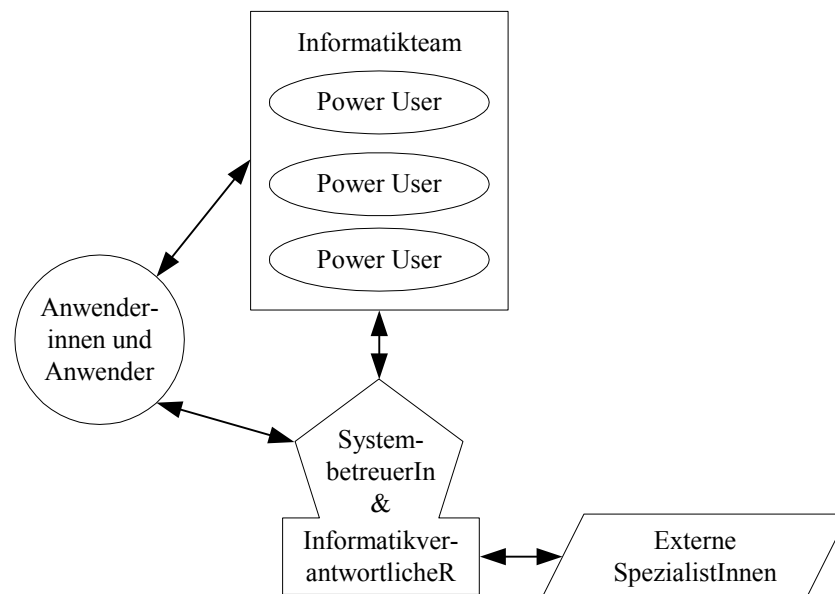 Informatikteam
Power User
Power User
Power User
Anwender-
innen und
Anwender
System-
betreuerIn
&
Informatikver-
antwortlicheR
Externe
SpezialistInnen